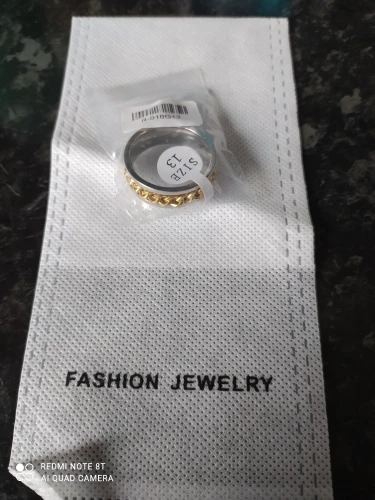 SIZE
13
FASHION JEWELRY
REDMI NOTE 8T
AI QUAD CAMERA